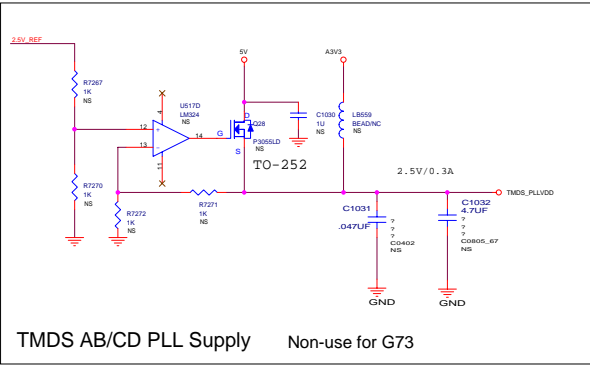 2.5V_REF
5V
A3V3
R7267
1K
NS
U517D
LM324
NS
4
12
+
13
-
14
11
G
D
S
Q28
P3055LD
NS
TO-252
C1030
1U
NS
LB559
BEAD/NC
NS
2.5V/0.3A
TMDS_PLLVDD
R7270
1K
NS
R7272
1K
NS
R7271
1K
NS
C1031
.047UF
?
?
?
C0402
NS
C1032
4.7UF
?
?
?
C0805_67
NS
GND
GND
TMDS AB/CD PLL Supply
Non-use for G73